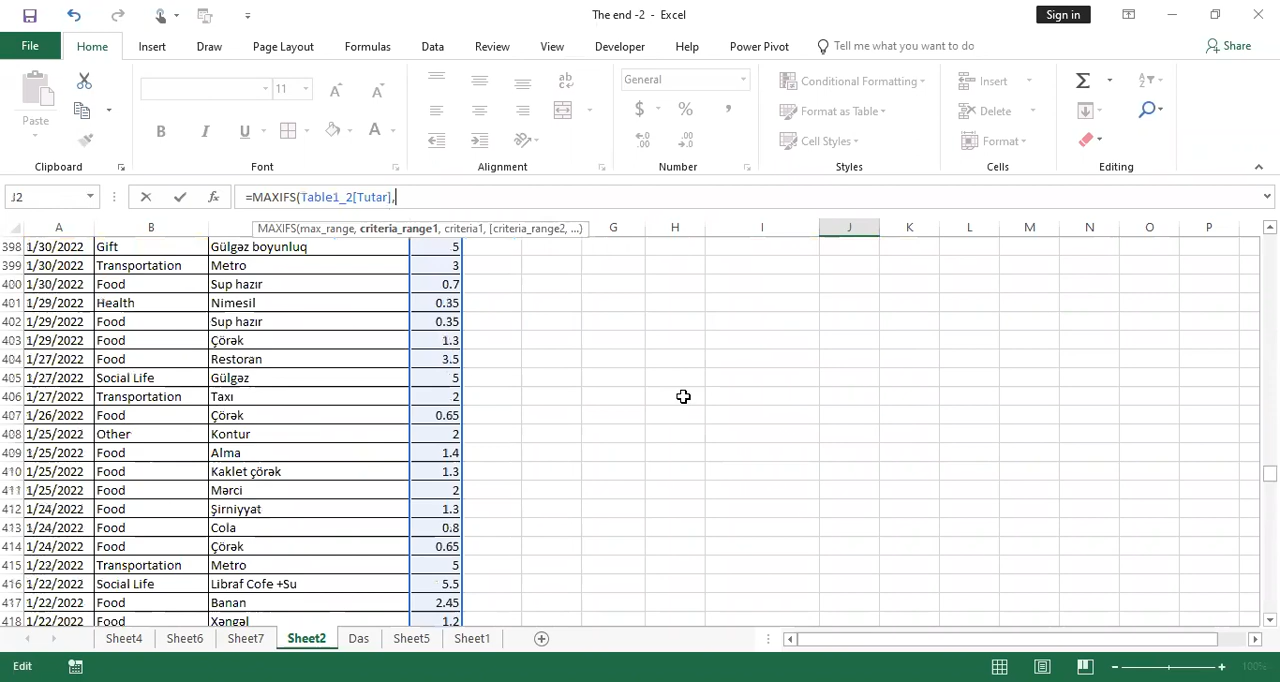 The end -2 - Excel
Sign in
File Home Insert Draw Page Layout Formulas Data Review View Developer Help Power Pivot Tell me what you want to do Share
11 A A ab General Conditional Formatting Insert
Paste $ % , Format as Table Delete
B I U A Cell Styles Format
Clipboard Font Alignment Number Styles Cells Editing
J2 fx =MAXIFS(Table1_2[Tutar],
MAXIFS(max_range, criteria_range1, criteria1, [criteria_range2, ...)
A B G H I J K L M N O P
398 1/30/2022 Gift Gülgəz boyunluq 5
399 1/30/2022 Transportation Metro 3
400 1/30/2022 Food Sup hazır 0.7
401 1/29/2022 Health Nimesil 0.35
402 1/29/2022 Food Sup hazır 0.35
403 1/29/2022 Food Çörək 1.3
404 1/27/2022 Food Restoran 3.5
405 1/27/2022 Social Life Gülgəz 5
406 1/27/2022 Transportation Taxı 2
407 1/26/2022 Food Çörək 0.65
408 1/25/2022 Other Kontur 2
409 1/25/2022 Food Alma 1.4
410 1/25/2022 Food Kaklet çörək 1.3
411 1/25/2022 Food Mərci 2
412 1/24/2022 Food Şirniyyat 1.3
413 1/24/2022 Food Cola 0.8
414 1/24/2022 Food Çörək 0.65
415 1/22/2022 Transportation Metro 5
416 1/22/2022 Social Life Libraf Cofe +Su 5.5
417 1/22/2022 Food Banan 2.45
418 1/22/2022 Food Xəngəl 1.2
Sheet4 Sheet6 Sheet7 Sheet2 Das Sheet5 Sheet1
Edit 100%